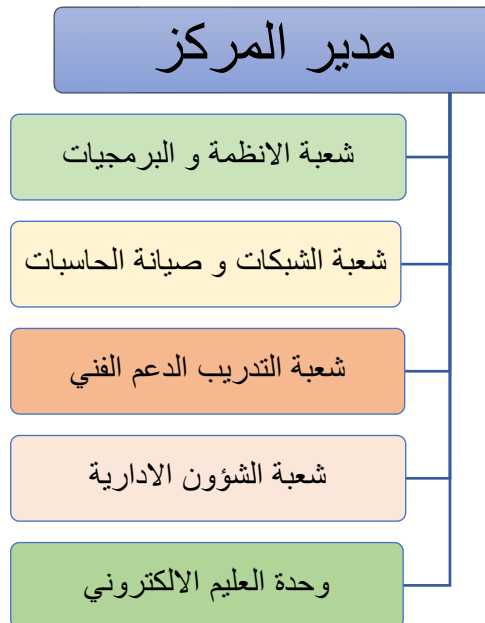 مدير المركز
شعبة الانظمة و البرمجيات
شعبة الشبكات و صيانة الحاسبات
شعبة التدريب الدعم الفني
شعبة الشؤون الادارية
وحدة العليم الالكتروني